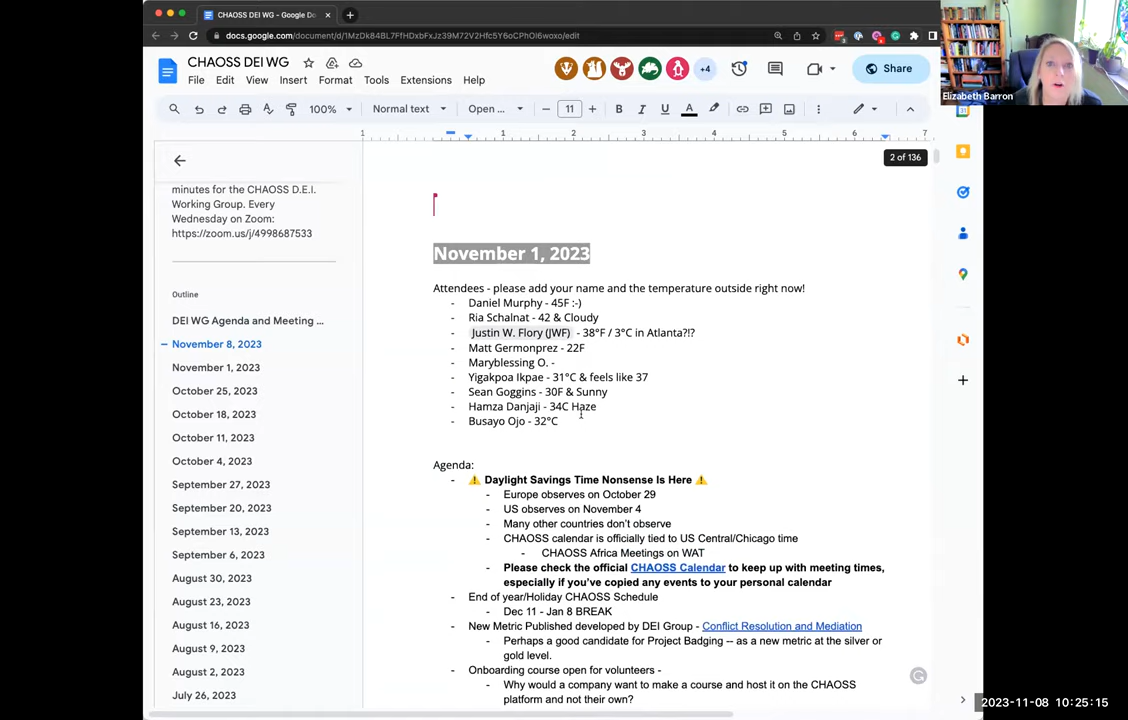 CHAOSS DEI WG - Google Do
docs.google.com/document/d/1MzDk84BL7FfHDxbFxJz39M72V2Hfc5Y6oCPhOI6woxo/edit
Elizabeth Barron
CHAOSS DEI WG
File Edit View Insert Format Tools Extensions Help
+4
Share
100% Normal text Open ... 11 B I U A
1 1 2 3 4 5 6 7
2 of 136
minutes for the CHAOSS D.E.I.
Working Group. Every
Wednesday on Zoom:
https://zoom.us/j/4998687533
Outline
DEI WG Agenda and Meeting ...
November 8, 2023
November 1, 2023
October 25, 2023
October 18, 2023
October 11, 2023
October 4, 2023
September 27, 2023
September 20, 2023
September 13, 2023
September 6, 2023
August 30, 2023
August 23, 2023
August 16, 2023
August 9, 2023
August 2, 2023
July 26, 2023
November 1, 2023
Attendees - please add your name and the temperature outside right now!
- Daniel Murphy - 45F :-)
- Ria Schalnat - 42 & Cloudy
- Justin W. Flory (JWF) - 38°F / 3°C in Atlanta?!?
- Matt Germonprez - 22F
- Maryblessing O. -
- Yigakpoa Ikpae - 31°C & feels like 37
- Sean Goggins - 30F & Sunny
- Hamza Danjaji - 34C Haze
- Busayo Ojo - 32°C
Agenda:
- ⚠️ Daylight Savings Time Nonsense Is Here ⚠️
- Europe observes on October 29
- US observes on November 4
- Many other countries don't observe
- CHAOSS calendar is officially tied to US Central/Chicago time
- CHAOSS Africa Meetings on WAT
- Please check the official CHAOSS Calendar to keep up with meeting times,
especially if you've copied any events to your personal calendar
- End of year/Holiday CHAOSS Schedule
- Dec 11 - Jan 8 BREAK
- New Metric Published developed by DEI Group - Conflict Resolution and Mediation
- Perhaps a good candidate for Project Badging -- as a new metric at the silver or
gold level.
- Onboarding course open for volunteers -
- Why would a company want to make a course and host it on the CHAOSS
platform and not their own?
2023-11-08 10:25:15